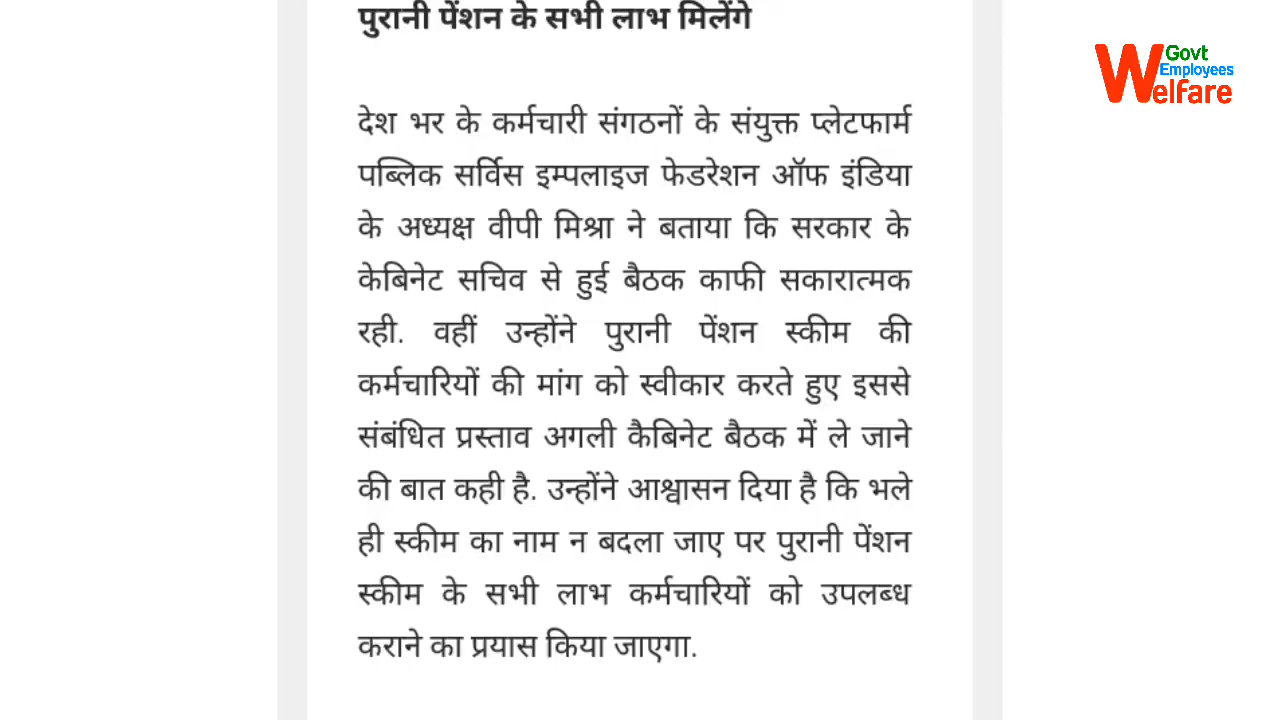 पुरानी पेंशन के सभी लाभ मिलेंगे
Govt
Employees
Welfare
देश भर के कर्मचारी संगठनों के संयुक्त प्लेटफार्म
पब्लिक सर्विस इम्पलाइज फेडरेशन ऑफ इंडिया
के अध्यक्ष वीपी मिश्रा ने बताया कि सरकार के
केबिनेट सचिव से हुई बैठक काफी सकारात्मक
रही. वहीं उन्होंने पुरानी पेंशन स्कीम की
कर्मचारियों की मांग को स्वीकार करते हुए इससे
संबंधित प्रस्ताव अगली कैबिनेट बैठक में ले जाने
की बात कही है. उन्होंने आश्वासन दिया है कि भले
ही स्कीम का नाम न बदला जाए पर पुरानी पेंशन
स्कीम के सभी लाभ कर्मचारियों को उपलब्ध
कराने का प्रयास किया जाएगा.